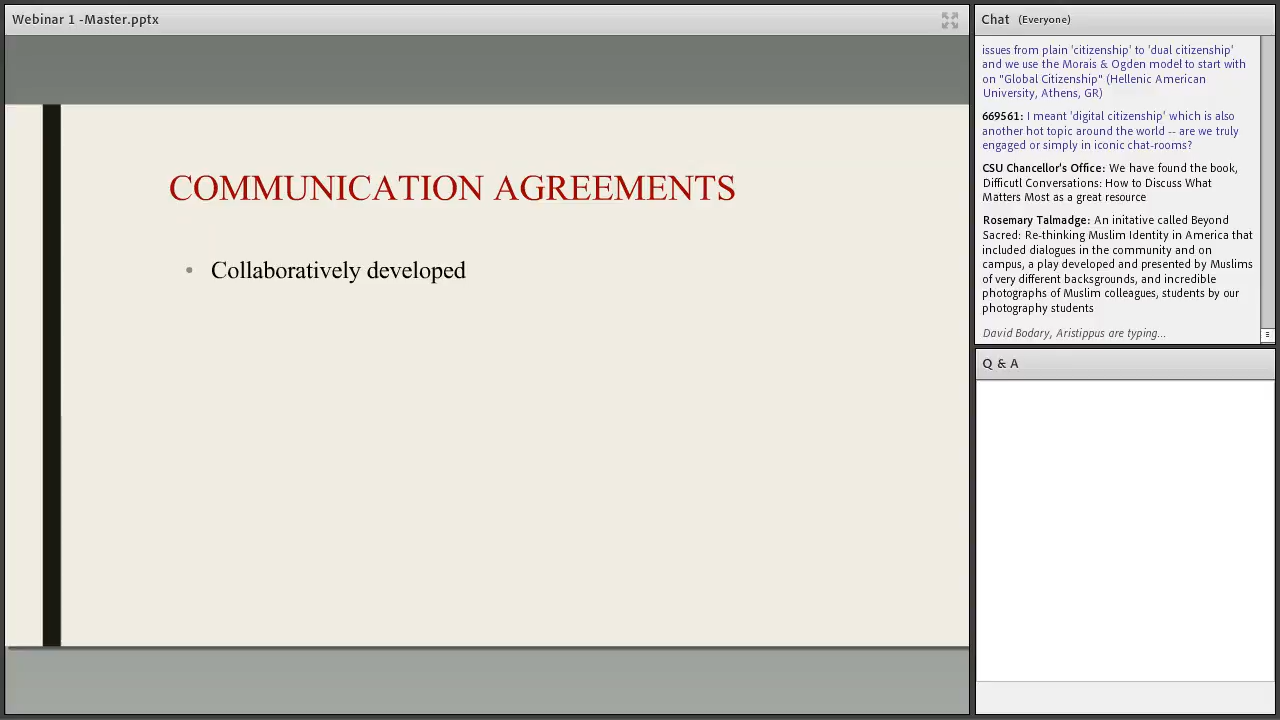 Webinar 1 -Master.pptx
COMMUNICATION AGREEMENTS
• Collaboratively developed
Chat (Everyone)
issues from plain 'citizenship' to 'dual citizenship'
and we use the Morais & Ogden model to start with
on "Global Citizenship" (Hellenic American
University, Athens, GR)
669561: I meant 'digital citizenship' which is also
another hot topic around the world -- are we truly
engaged or simply in iconic chat-rooms?
CSU Chancellor's Office: We have found the book,
Difficutl Conversations: How to Discuss What
Matters Most as a great resource
Rosemary Talmadge: An initative called Beyond
Sacred: Re-thinking Muslim Identity in America that
included dialogues in the community and on
campus, a play developed and presented by Muslims
of very different backgrounds, and incredible
photographs of Muslim colleagues, students by our
photography students
David Bodary, Aristippus are typing...
Q & A